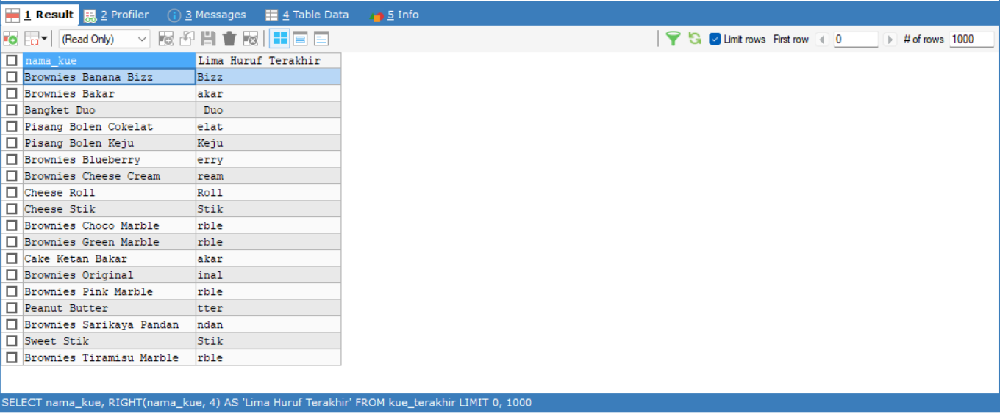 1 Result 2 Profiler 3 Messages 4 Table Data 5 Info
(Read Only) Limit rows First row 0 # of rows 1000
nama_kue Lima Huruf Terakhir
Brownies Banana Bizz Bizz
Brownies Bakar akar
Bangket Duo Duo
Pisang Bolen Cokelat elat
Pisang Bolen Keju Keju
Brownies Blueberry erry
Brownies Cheese Cream ream
Cheese Roll Roll
Cheese Stik Stik
Brownies Choco Marble rble
Brownies Green Marble rble
Cake Ketan Bakar akar
Brownies Original inal
Brownies Pink Marble rble
Peanut Butter tter
Brownies Sarikaya Pandan ndan
Sweet Stik Stik
Brownies Tiramisu Marble rble
SELECT nama_kue, RIGHT(nama_kue, 4) AS 'Lima Huruf Terakhir' FROM kue_terakhir LIMIT 0, 1000